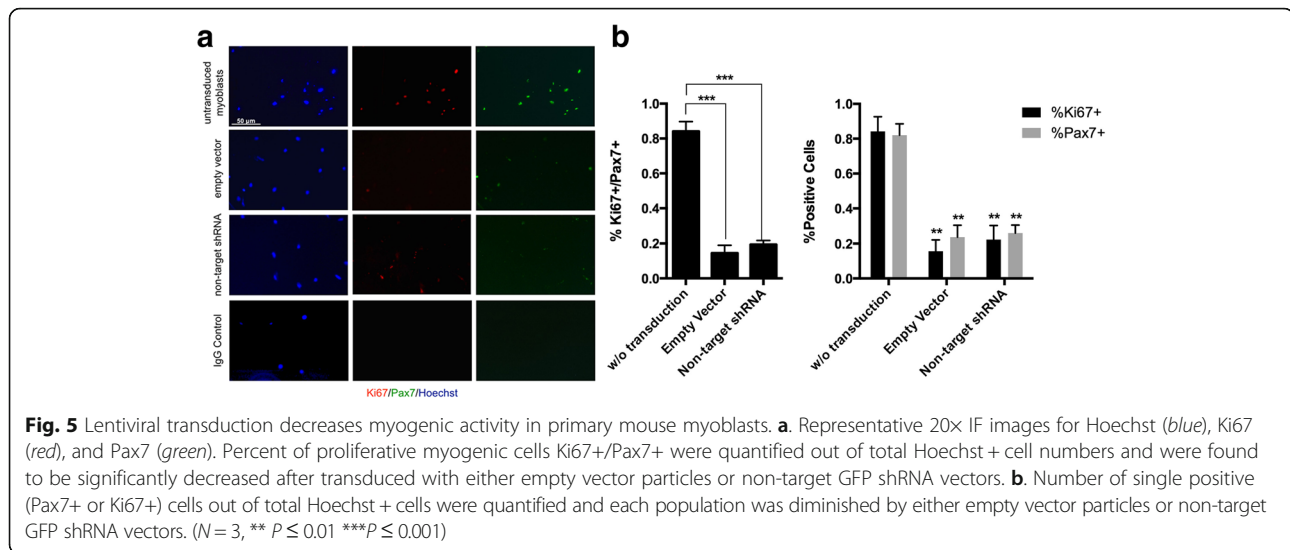 a
untransduced myoblasts
50 µm
empty vector
non-target shRNA
IgG Control
Ki67/Pax7/Hoechst
b
***
***
% Ki67+/Pax7+
1.0
0.8
0.6
0.4
0.2
0.0
w/o transduction
Empty Vector
Non-target shRNA
%Positive Cells
1.0
0.8
0.6
0.4
0.2
0.0
** ** ** **
w/o transduction
Empty Vector
Non-target shRNA
%Ki67+
%Pax7+
Fig. 5 Lentiviral transduction decreases myogenic activity in primary mouse myoblasts. a. Representative 20× IF images for Hoechst (blue), Ki67
(red), and Pax7 (green). Percent of proliferative myogenic cells Ki67+/Pax7+ were quantified out of total Hoechst + cell numbers and were found
to be significantly decreased after transduced with either empty vector particles or non-target GFP shRNA vectors. b. Number of single positive
(Pax7+ or Ki67+) cells out of total Hoechst + cells were quantified and each population was diminished by either empty vector particles or non-target
GFP shRNA vectors. (N = 3, ** P ≤ 0.01 ***P ≤ 0.001)